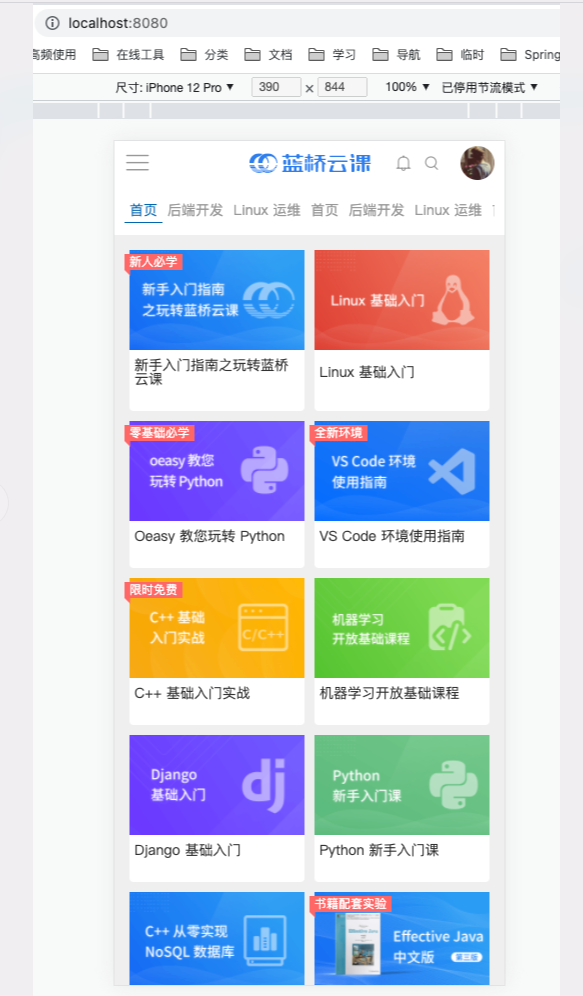 localhost:8080
高频使用 在线工具 分类 文档 学习 导航 临时 Spring
尺寸: iPhone 12 Pro ▼ 390 × 844 100% ▼ 已停用节流模式 ▼
蓝桥云课
首页 后端开发 Linux 运维 首页 后端开发 Linux 运维
新人必学
新手入门指南
之玩转蓝桥云课
Linux 基础入门
新手入门指南之玩转蓝桥
云课
Linux 基础入门
零基础必学
oeasy 教您
玩转 Python
全新环境
VS Code 环境
使用指南
Oeasy 教您玩转 Python
VS Code 环境使用指南
限时免费
C++ 基础
入门实战
C/C++
机器学习
开放基础课程
C++ 基础入门实战
机器学习开放基础课程
Django
基础入门
dj
Python
新手入门课
Django 基础入门
Python 新手入门课
C++ 从零实现
NoSQL 数据库
书籍配套实验
Effective Java
中文版 第三版